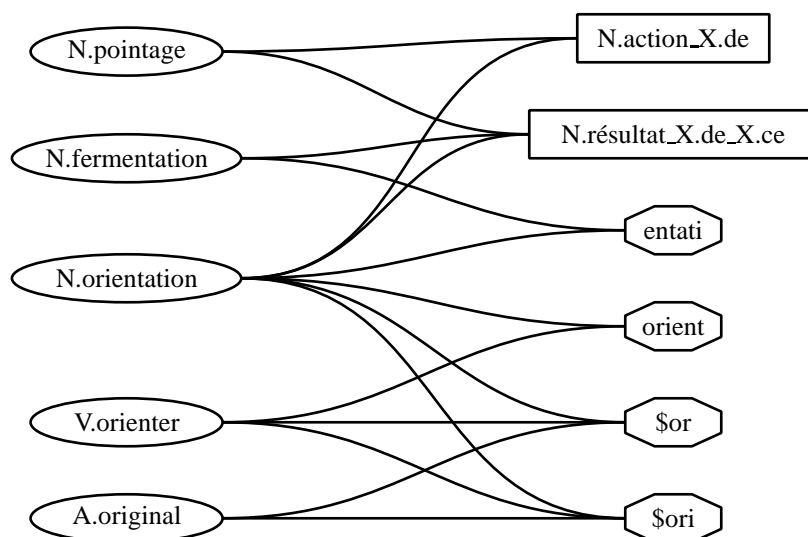 N.pointage
N.action_X.de
N.résultat_X.de_X.ce
N.fermentation
entati
N.orientation
orient
V.orienter
$or
A.original
$ori